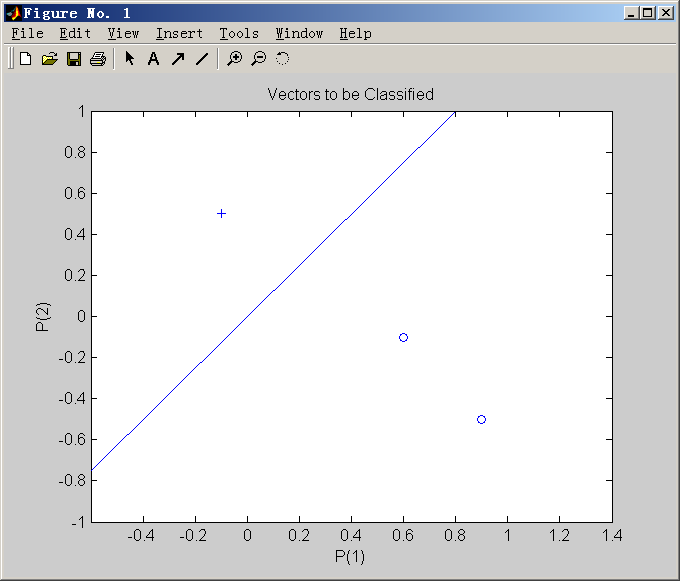 Figure No. 1
File Edit View Insert Tools Window Help
A
Vectors to be Classified
1
0.8
0.6
0.4
0.2
0
-0.2
-0.4
-0.6
-0.8
-1
P(2)
-0.4 -0.2 0 0.2 0.4 0.6 0.8 1 1.2 1.4
P(1)